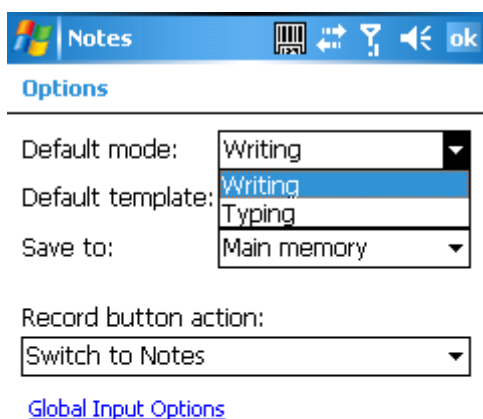 Notes ok
Options
Default mode: Writing
Writing
Default template:
Typing
Save to: Main memory
Record button action:
Switch to Notes
Global Input Options